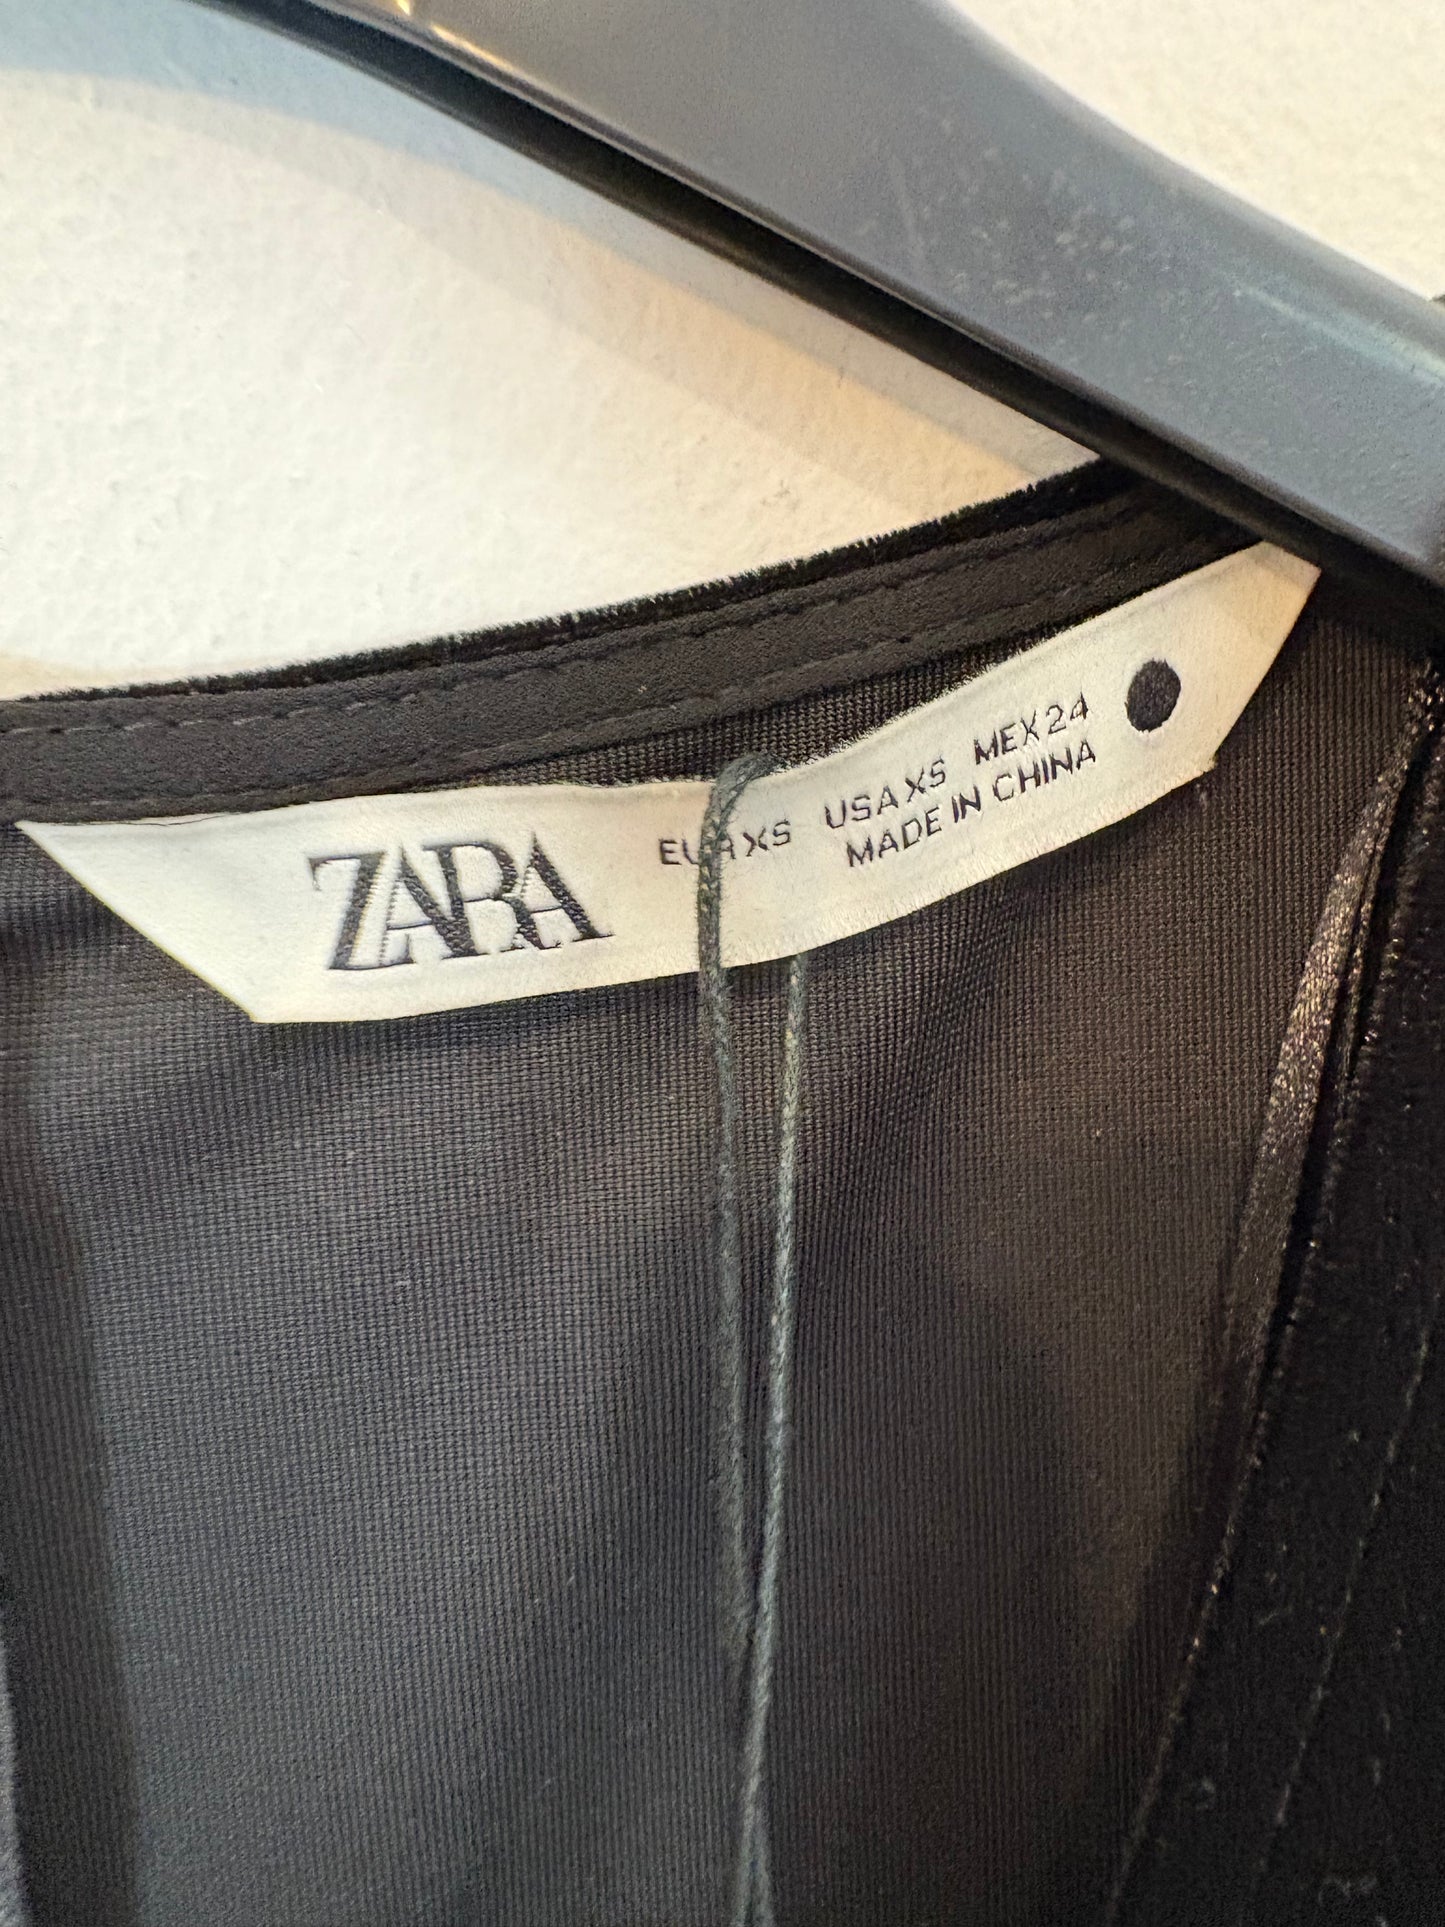 ZARA
EUR XS USA XS MEX 24
MADE IN CHINA